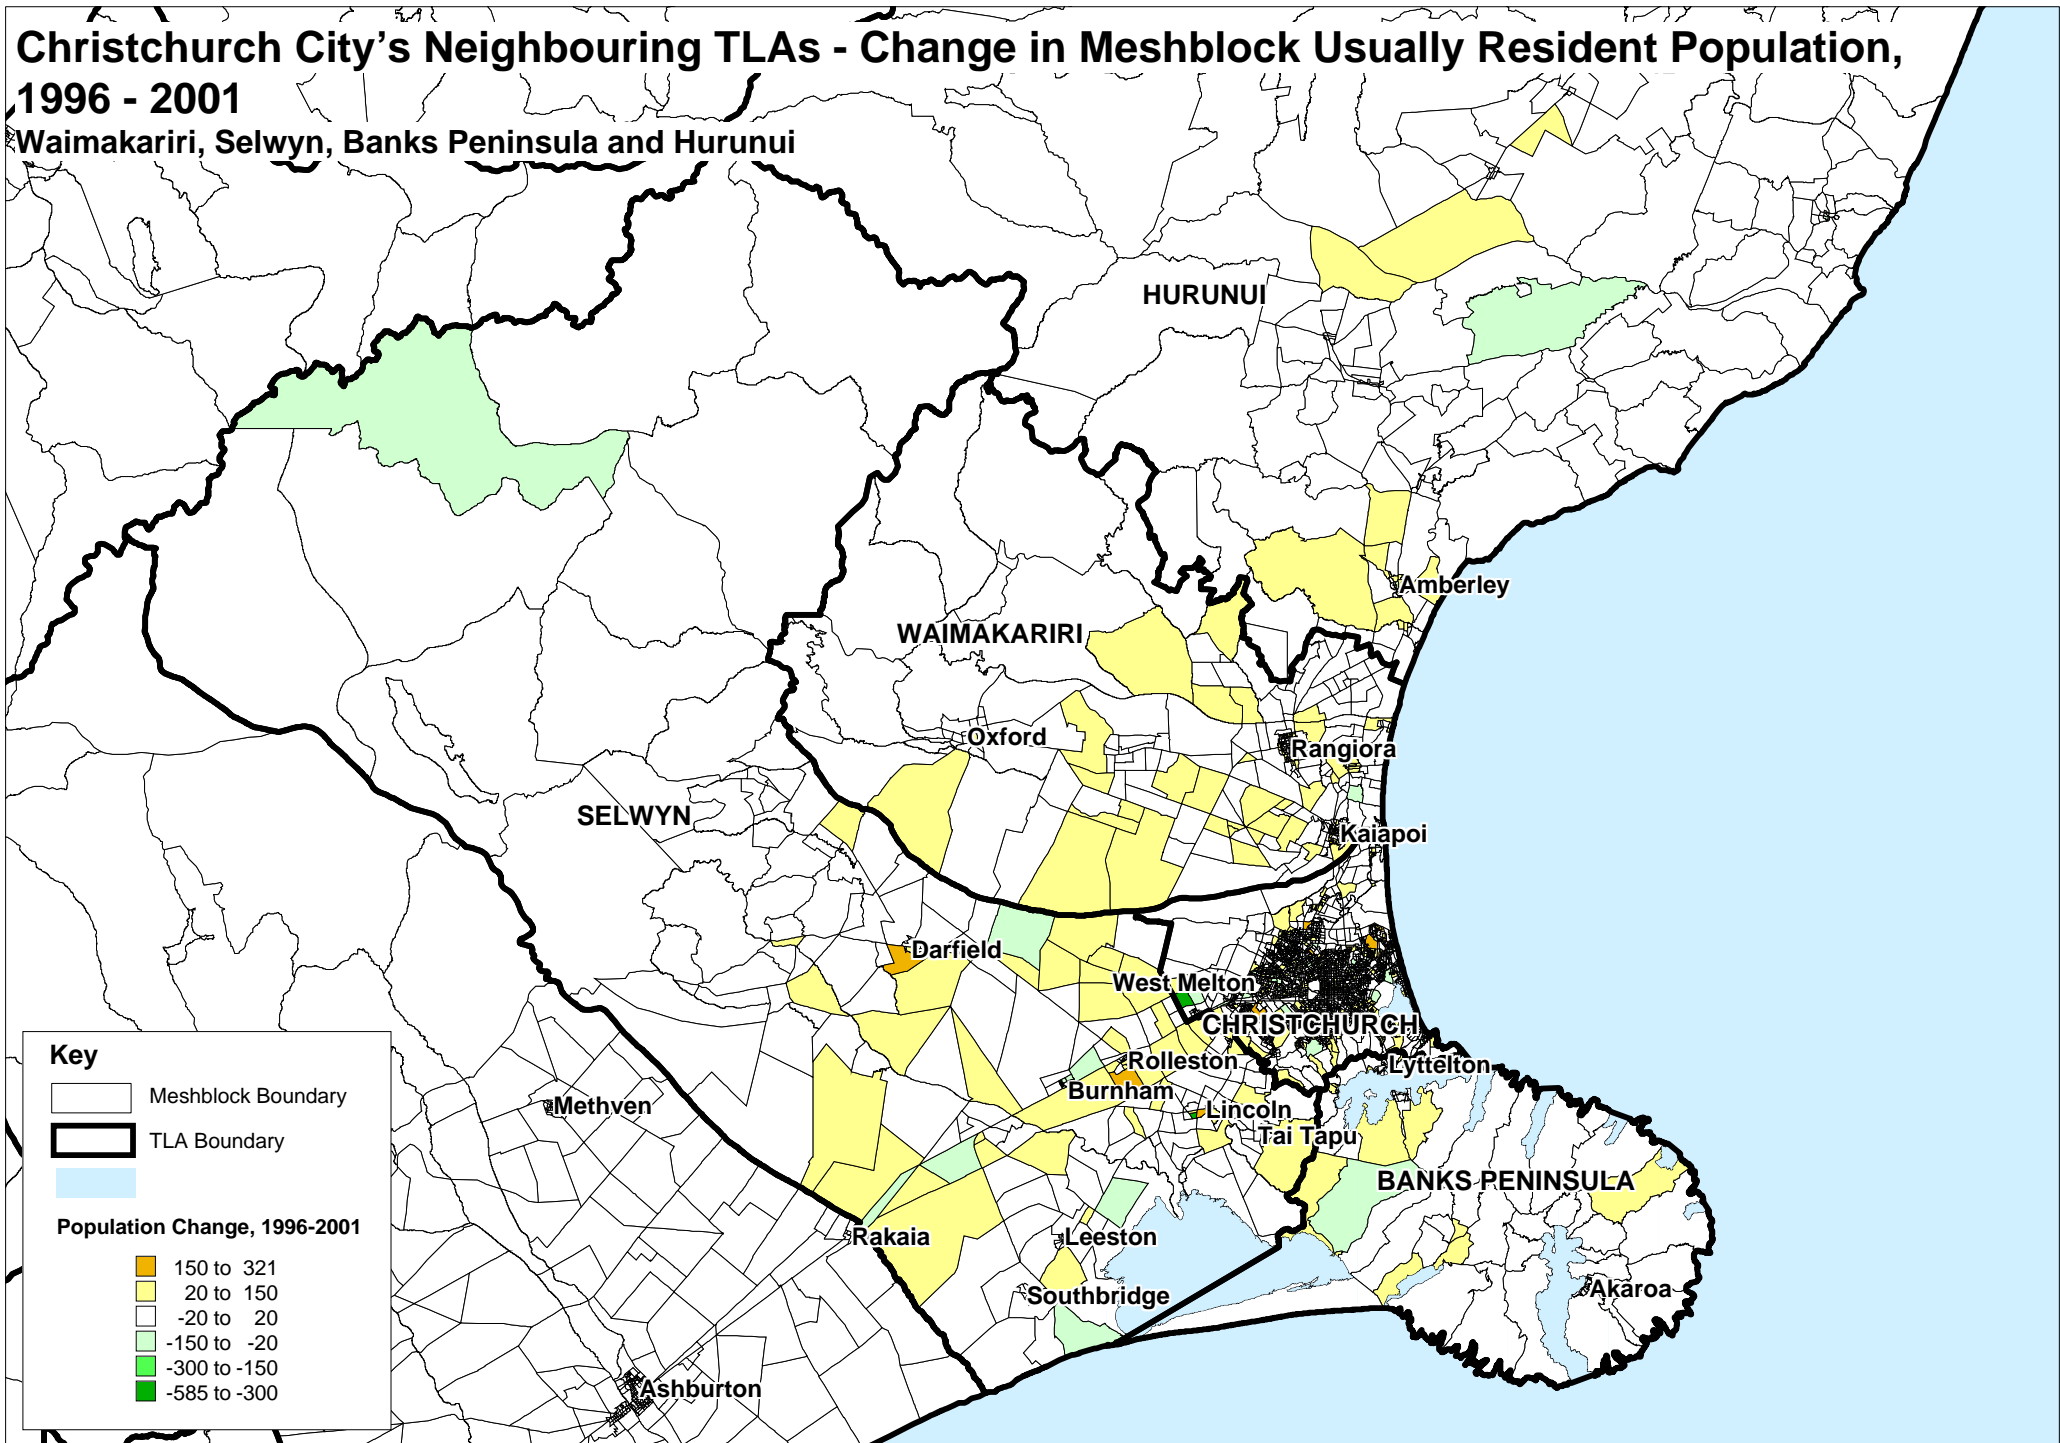 Christchurch City's Neighbouring TLAs - Change in Meshblock Usually Resident Population,
1996 - 2001
Waimakariri, Selwyn, Banks Peninsula and Hurunui
HURUNUI
Amberley
WAIMAKARIRI
Oxford
Rangiora
SELWYN
Kaiapoi
Darfield
West Melton
CHRISTCHURCH
Rolleston
Lyttelton
Burnham
Methven
Lincoln
Tai Tapu
BANKS PENINSULA
Rakaia
Leeston
Southbridge
Akaroa
Ashburton
Key
Meshblock Boundary
TLA Boundary
Population Change, 1996-2001
150 to 321
20 to 150
-20 to 20
-150 to -20
-300 to -150
-585 to -300